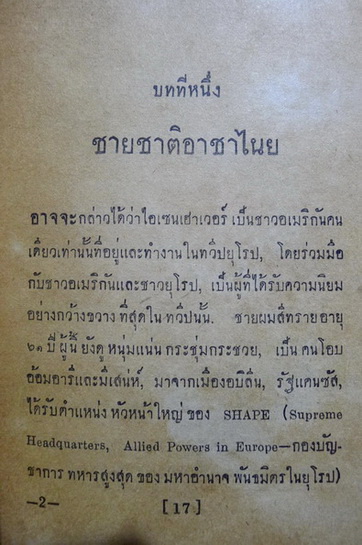 บทที่หนึ่ง
ชายชาติอาชาไนย
อาจจะกล่าวได้ว่าไอเซนเฮาเวอร์ เป็นชาวอเมริกันคน
เดียวเท่านั้นที่อยู่และทำงานในทวีปยุโรป, โดยร่วมมือ
กับชาวอเมริกันและชาวยุโรป, เป็นผู้ที่ได้รับความนิยม
อย่างกว้างขวาง ที่สุดใน ทวีปนั้น. ชายผมสีทรายอายุ
๖๑ ปี ผู้นี้ ยังดู หนุ่มแน่น กระชุ่มกระชวย, เป็น คนโอบ
อ้อมอารีและมีเสน่ห์, มาจากเมืองอบิลีน, รัฐแคนซัส,
ได้รับตำแหน่ง หัวหน้าใหญ่ ของ SHAPE (Supreme
Headquarters, Allied Powers in Europe—กองบัญ-
ชาการ ทหารสูงสุด ของ มหาอำนาจ พันธมิตรในยุโรป)
—2— [ 17 ]